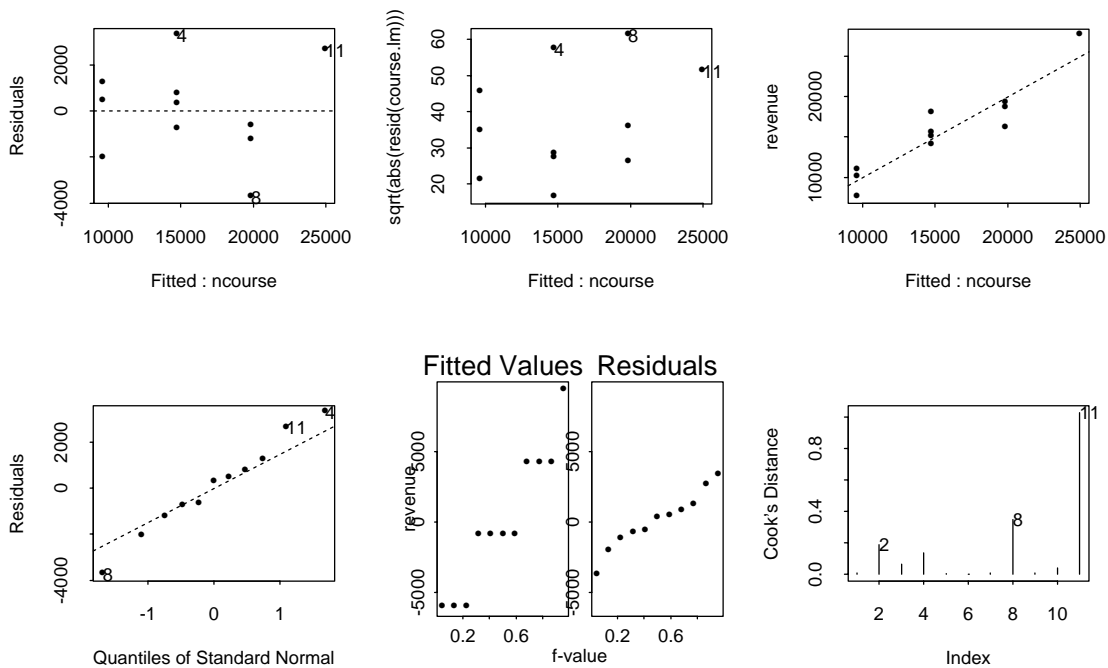 Residuals
-4000 0 2000
4
11
8
10000 15000 20000 25000
Fitted : ncourse
sqrt(abs(resid(course.lm)))
20 30 40 50 60
4
8
11
10000 15000 20000 25000
Fitted : ncourse
revenue
10000 20000
10000 15000 20000 25000
Fitted : ncourse
Residuals
-4000 0 2000
4
11
8
-1 0 1
Quantiles of Standard Normal
Fitted Values Residuals
revenue
-5000 0 5000
-5000 0 5000
0.2 0.6
0.2 0.6
f-value
Cook's Distance
0.0 0.4 0.8
2
8
11
2 4 6 8 10
Index